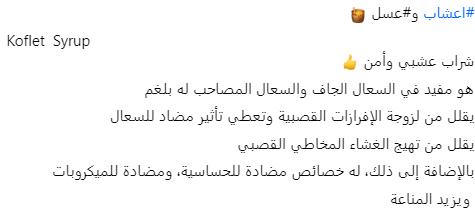 #اعشاب و#عسل 🍯
Koflet Syrup
شراب عشبي وأمن 👍
هو مفيد في السعال الجاف والسعال المصاحب له بلغم
يقلل من لزوجة الإفرازات القصبية وتعطي تأثير مضاد للسعال
يقلل من تهيج الغشاء المخاطي القصبي
بالإضافة إلى ذلك، له خصائص مضادة للحساسية، ومضادة للميكروبات
ويزيد المناعة